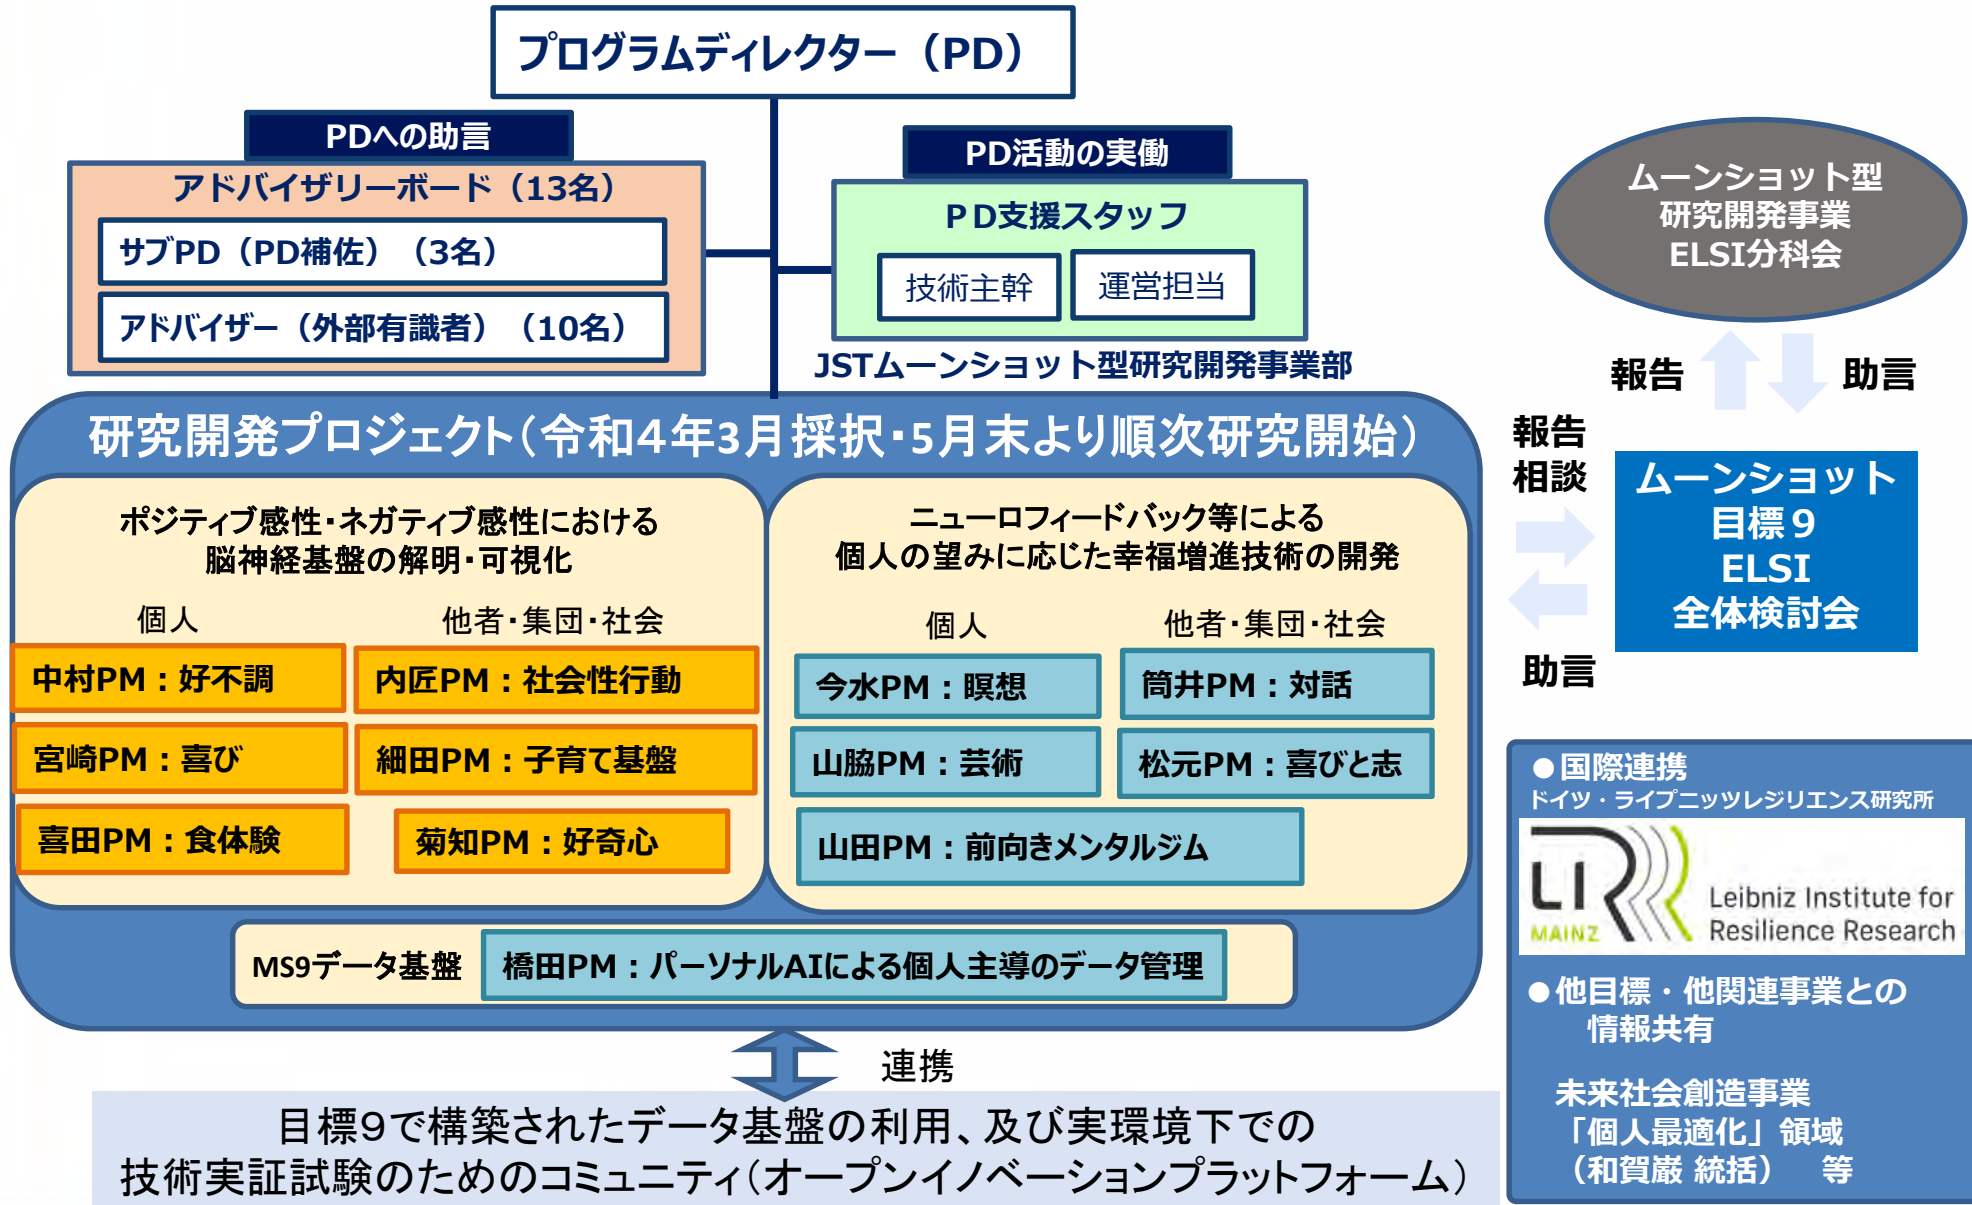 プログラムディレクター（PD）
PDへの助言
アドバイザリーボード（13名）
サブPD（PD補佐）（3名）
アドバイザー（外部有識者）（10名）
PD活動の実働
ＰＤ支援スタッフ
技術主幹
運営担当
JSTムーンショット型研究開発事業部
研究開発プロジェクト（令和４年3月採択・5月末より順次研究開始）
ポジティブ感性・ネガティブ感性における
脳神経基盤の解明・可視化
個人
他者・集団・社会
中村PM：好不調
内匠PM：社会性行動
宮崎PM：喜び
細田PM：子育て基盤
喜田PM：食体験
菊知PM：好奇心
ニューロフィードバック等による
個人の望みに応じた幸福増進技術の開発
個人
他者・集団・社会
今水PM：瞑想
筒井PM：対話
山脇PM：芸術
松元PM：喜びと志
山田PM：前向きメンタルジム
MS9データ基盤
橋田PM：パーソナルAIによる個人主導のデータ管理
連携
目標９で構築されたデータ基盤の利用、及び実環境下での
技術実証試験のためのコミュニティ（オープンイノベーションプラットフォーム）
ムーンショット型
研究開発事業
ELSI分科会
報告
助言
報告
相談
ムーンショット
目標９
ELSI
全体検討会
助言
●国際連携
ドイツ・ライプニッツレジリエンス研究所
LIR
MAINZ
Leibniz Institute for
Resilience Research
●他目標・他関連事業との
情報共有
未来社会創造事業
「個人最適化」領域
（和賀巌 統括）　等